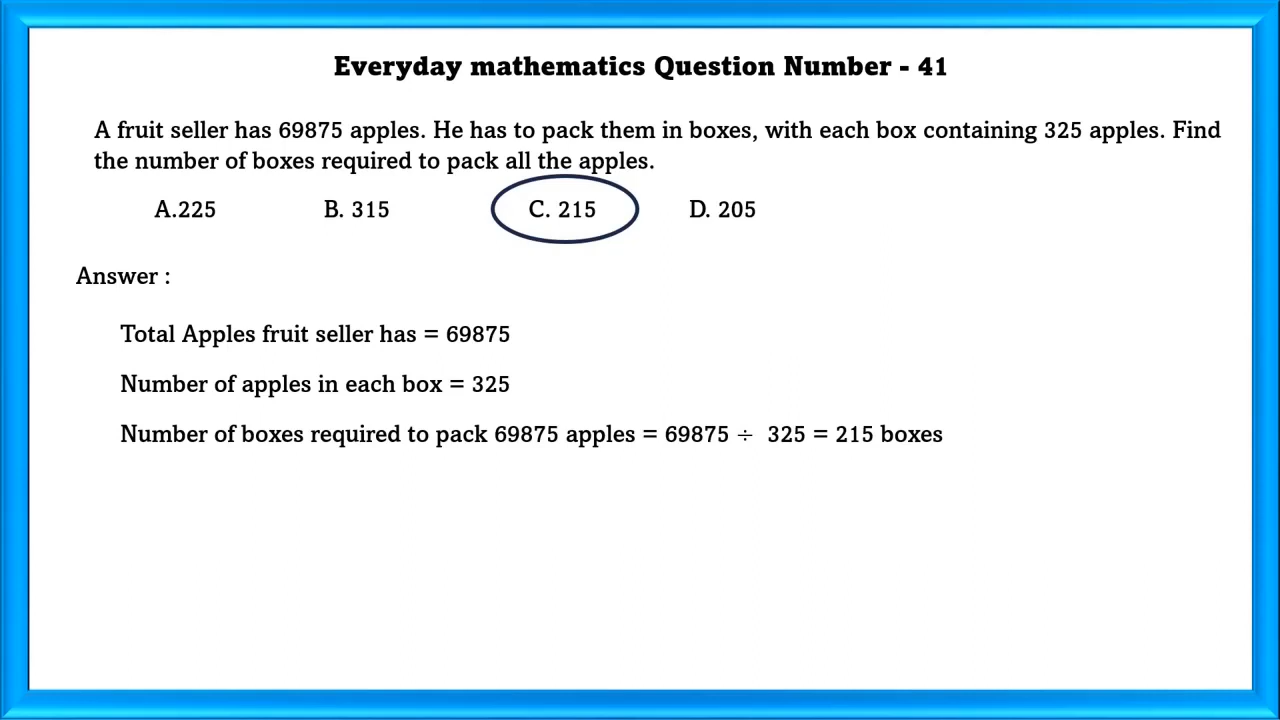 Everyday mathematics Question Number - 41
A fruit seller has 69875 apples. He has to pack them in boxes, with each box containing 325 apples. Find
the number of boxes required to pack all the apples.
A.225 B. 315 C. 215 D. 205
Answer :
Total Apples fruit seller has = 69875
Number of apples in each box = 325
Number of boxes required to pack 69875 apples = 69875 ÷ 325 = 215 boxes